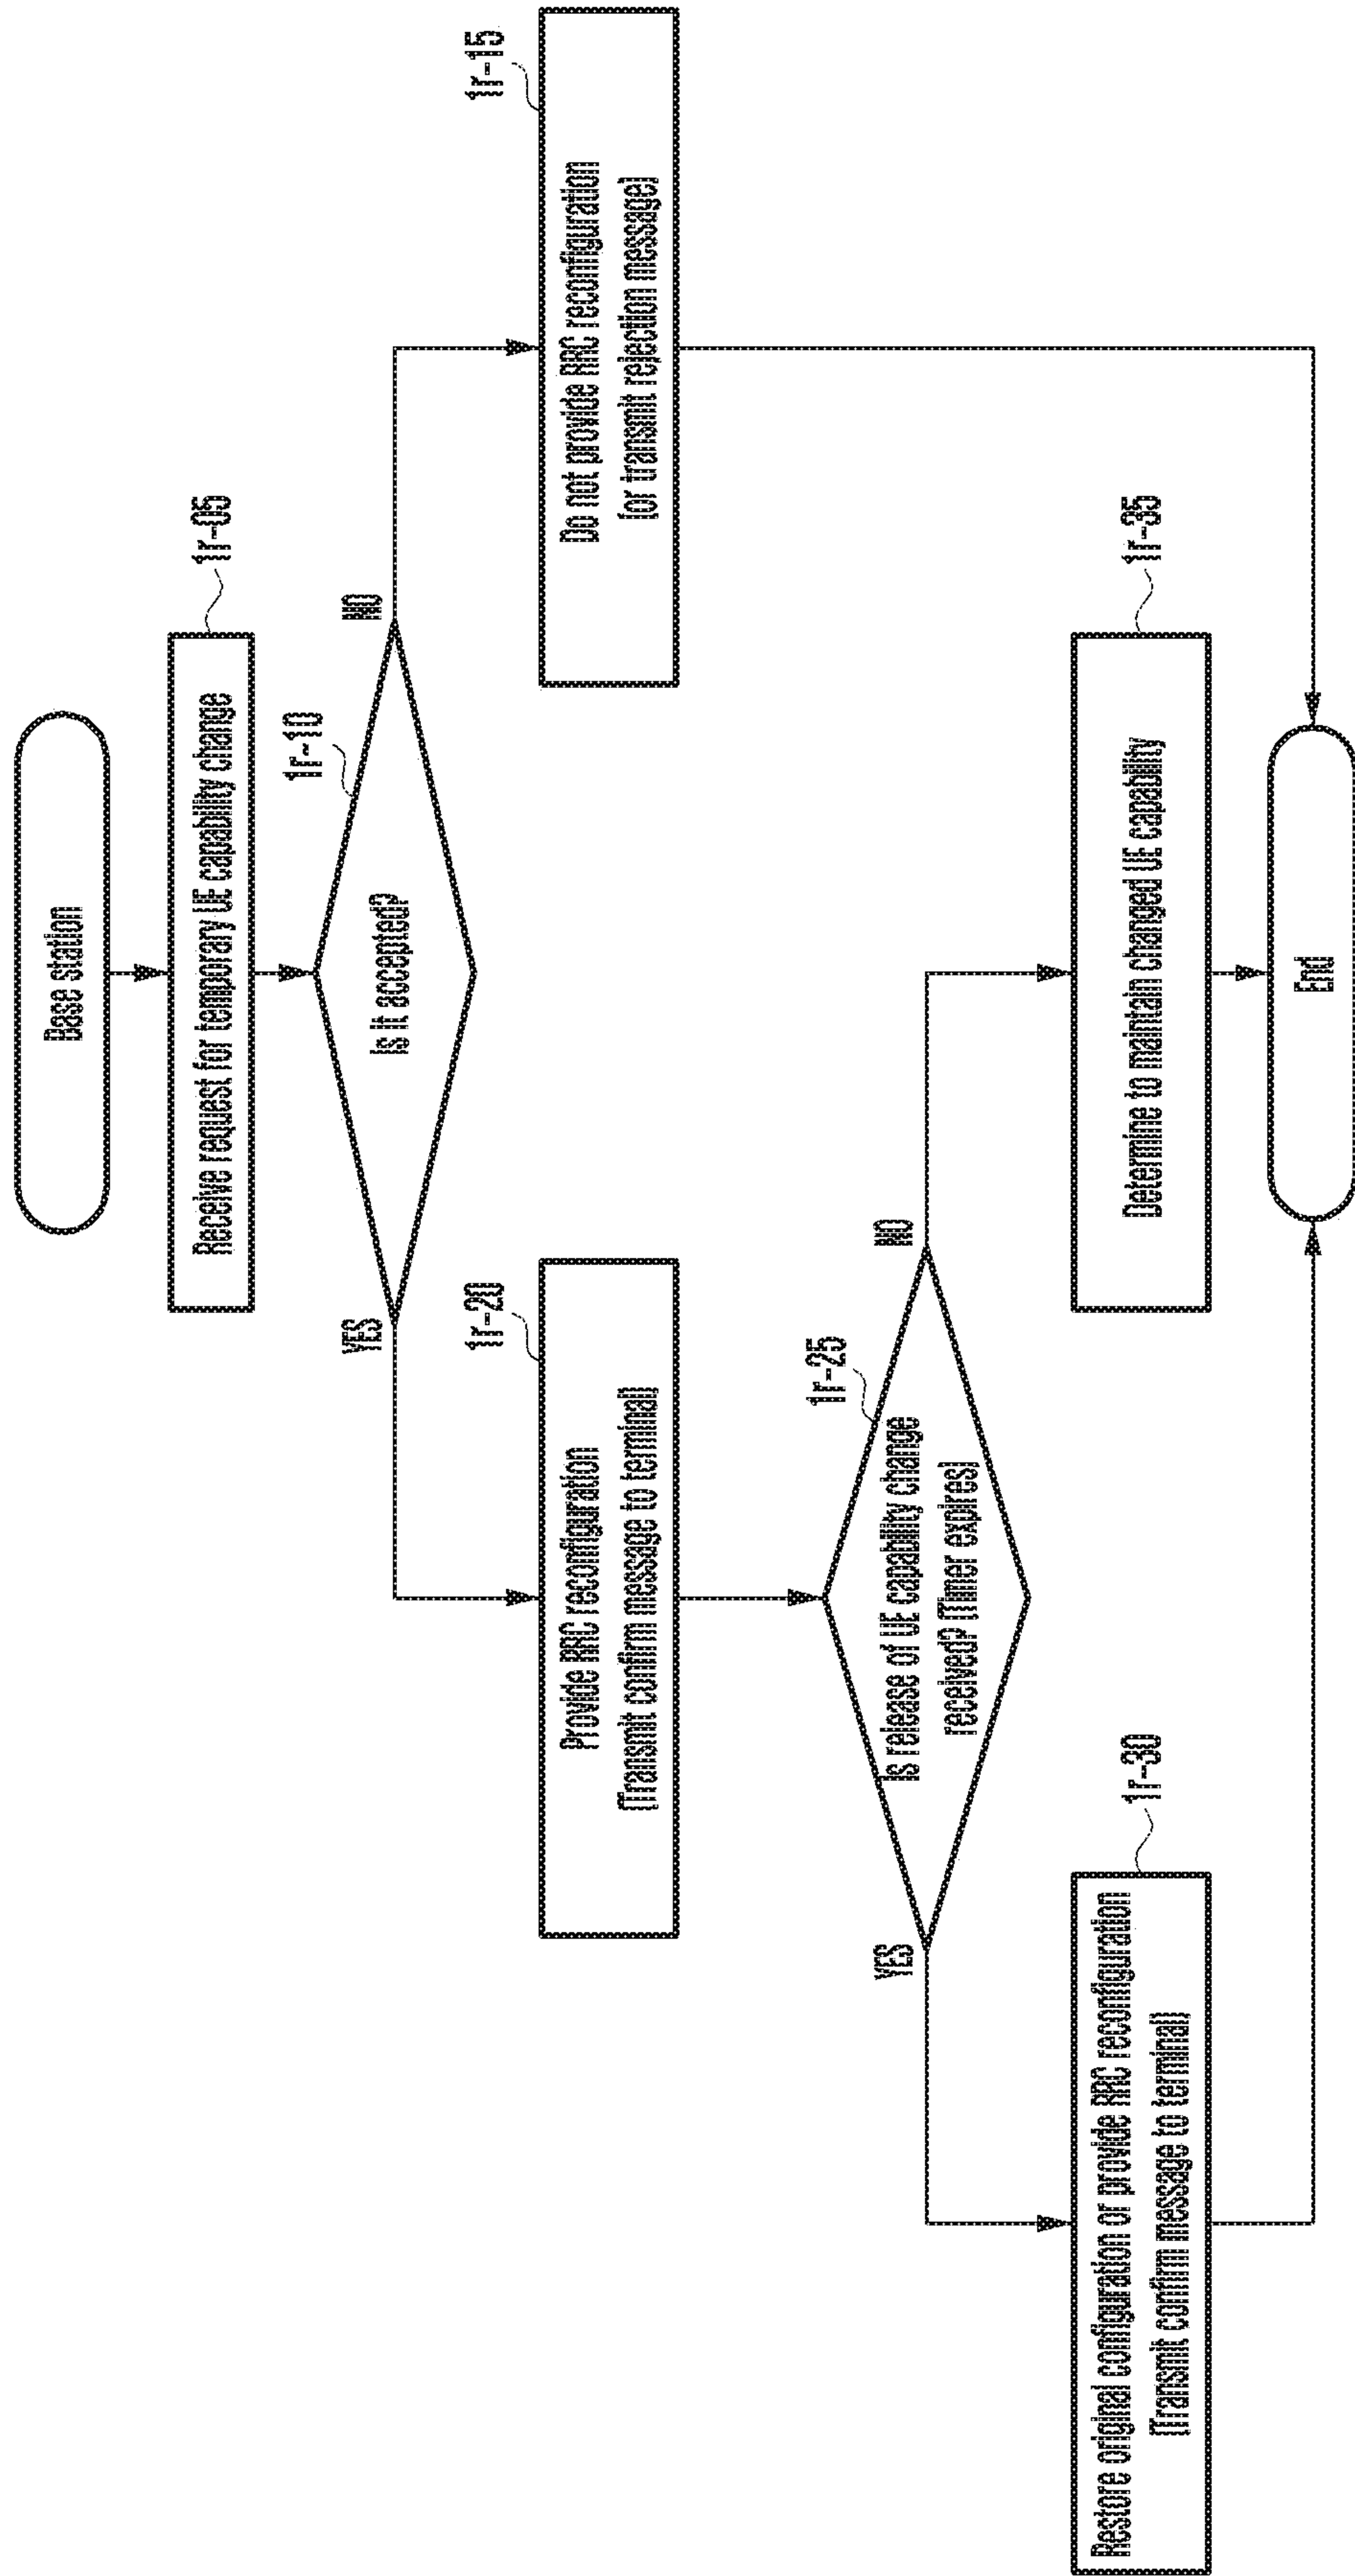 Base station
Receive request for temporary UE capability change
1r-05
Is it accepted?
1r-10
YES
NO
Do not provide RRC reconfiguration
(or transmit rejection message)
1r-15
Provide RRC reconfiguration
(Transmit confirm message to terminal)
1r-20
Is release of UE capability change
received? (Timer expires)
1r-25
YES
NO
Restore original configuration or provide RRC reconfiguration
(Transmit confirm message to terminal)
1r-30
Determine to maintain changed UE capability
1r-35
End